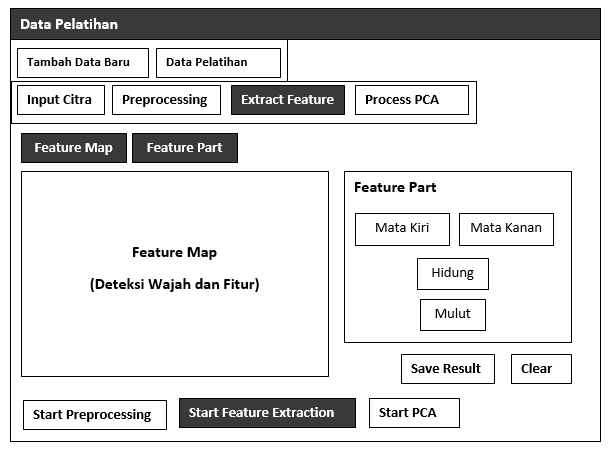 Data Pelatihan
Tambah Data Baru
Data Pelatihan
Input Citra
Preprocessing
Extract Feature
Process PCA
Feature Map
Feature Part
Feature Map
(Deteksi Wajah dan Fitur)
Feature Part
Mata Kiri
Mata Kanan
Hidung
Mulut
Save Result
Clear
Start Preprocessing
Start Feature Extraction
Start PCA